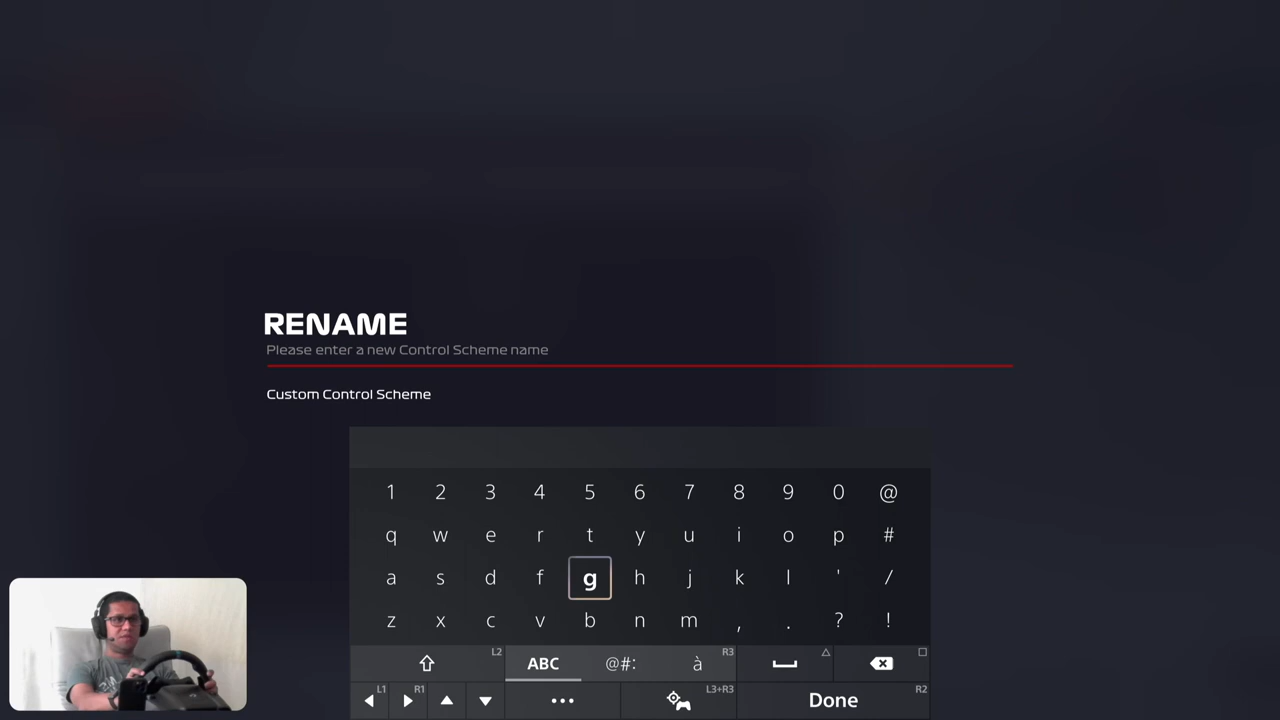 RENAME
Please enter a new Control Scheme name
Custom Control Scheme
1 2 3 4 5 6 7 8 9 0 @
q w e r t y u i o p #
a s d f g h j k l ' /
z x c v b n m , . ? !
L2 ABC @#: à R3
L1 R1 ... L3+R3 Done R2